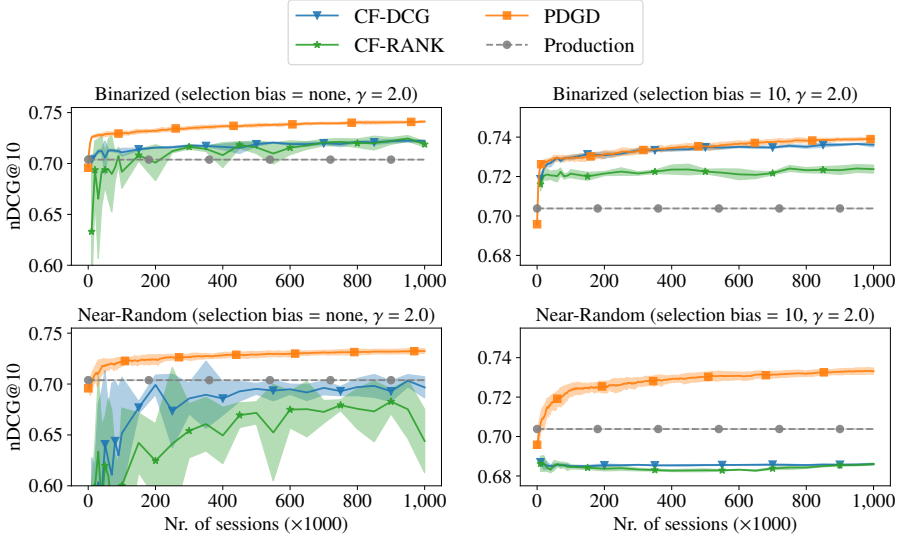 CF-DCG
PDGD
CF-RANK
Production
Binarized (selection bias = none, γ = 2.0)
Binarized (selection bias = 10, γ = 2.0)
nDCG@10
0.75
0.70
0.65
0.60
0 200 400 600 800 1,000
0.74
0.72
0.70
0.68
0 200 400 600 800 1,000
Near-Random (selection bias = none, γ = 2.0)
Near-Random (selection bias = 10, γ = 2.0)
nDCG@10
0.75
0.70
0.65
0.60
0 200 400 600 800 1,000
Nr. of sessions (×1000)
0.74
0.72
0.70
0.68
0 200 400 600 800 1,000
Nr. of sessions (×1000)